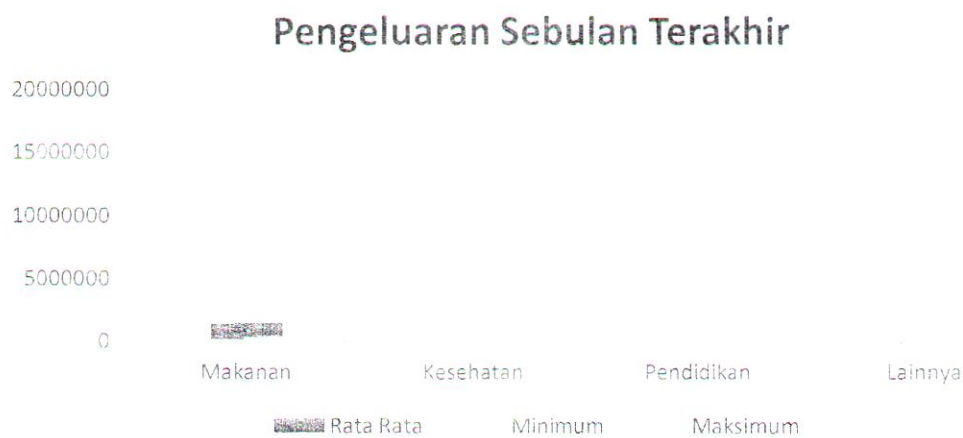 Pengeluaran Sebulan Terakhir
20000000
15000000
10000000
5000000
0
Makanan Kesehatan Pendidikan Lainnya
Rata Rata Minimum Maksimum